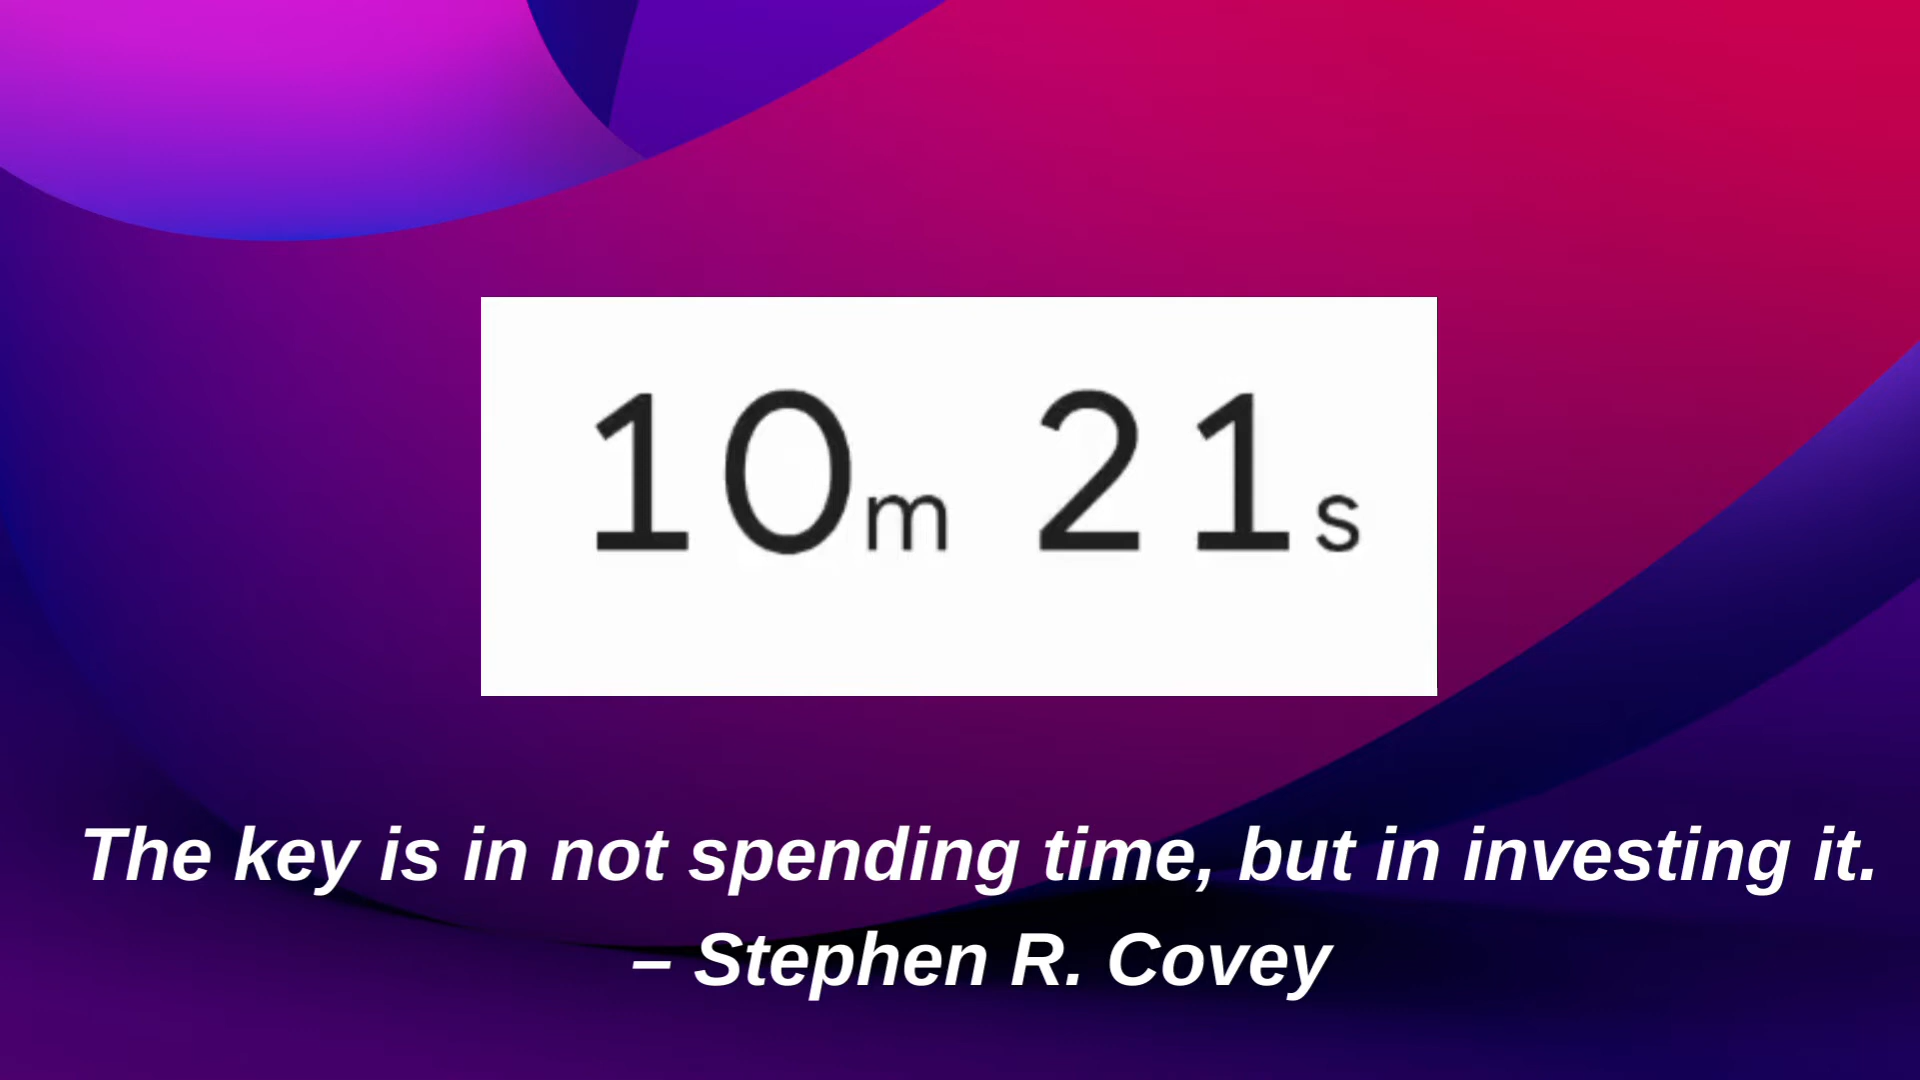 10m 21s
The key is in not spending time, but in investing it.
– Stephen R. Covey